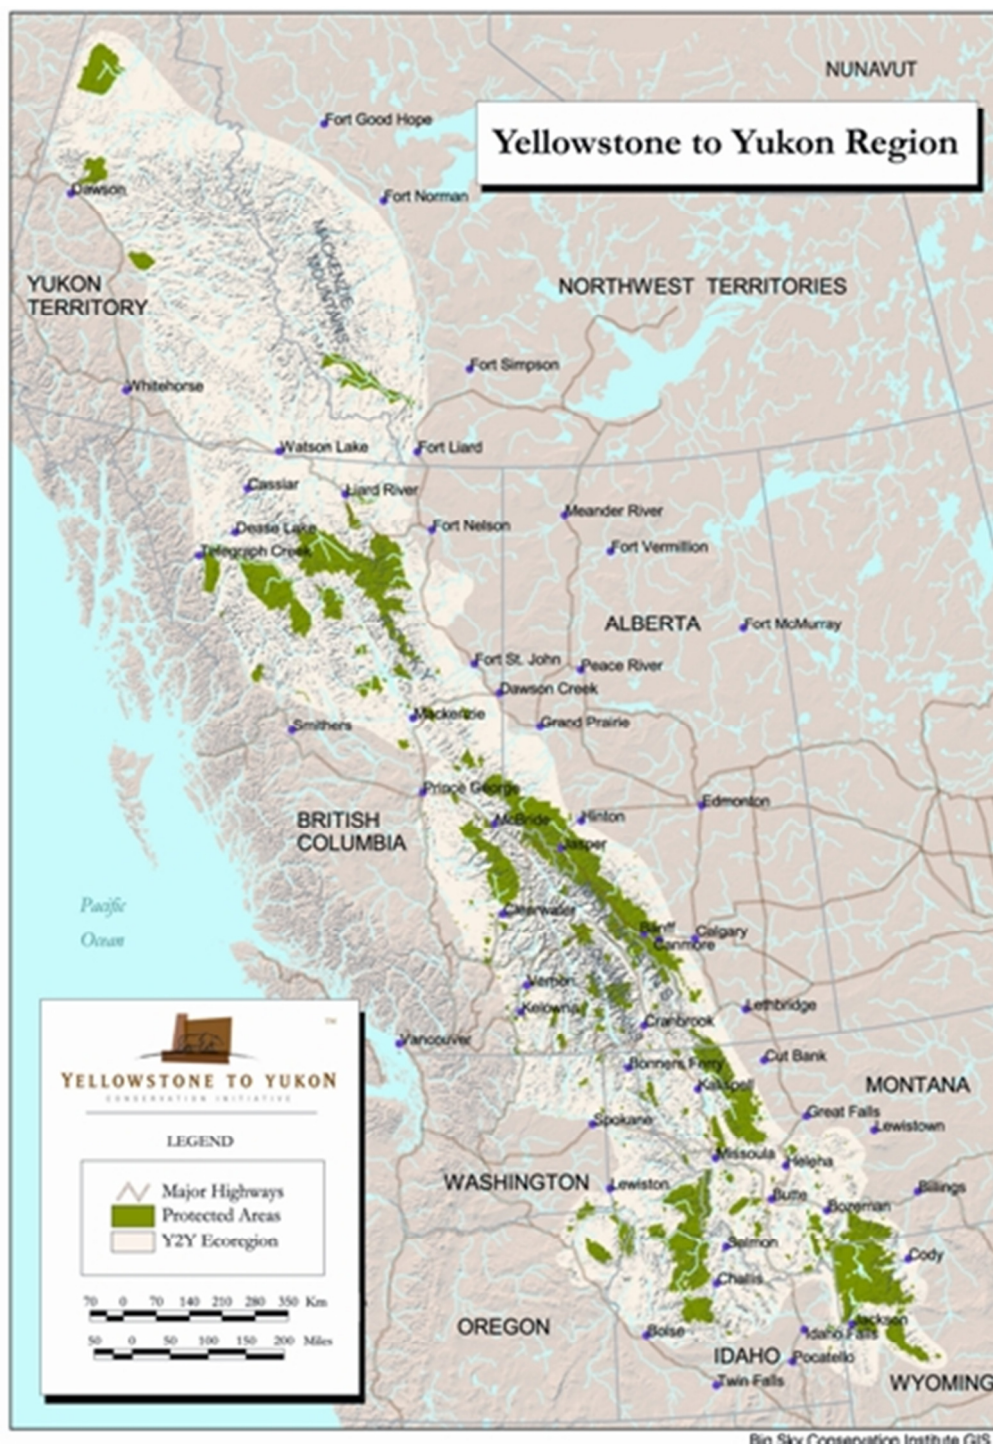 NUNAVUT
Fort Good Hope
Yellowstone to Yukon Region
Dawson
Fort Norman
MACKENZIE
MOUNTAINS
YUKON
TERRITORY
NORTHWEST TERRITORIES
Fort Simpson
Whitehorse
Watson Lake
Fort Liard
Cassiar
Liard River
Meander River
Dease Lake
Fort Nelson
Telegraph Creek
Fort Vermillion
ALBERTA
Fort McMurray
Fort St. John
Peace River
Dawson Creek
Mackenzie
Smithers
Grand Prairie
Prince George
Edmonton
BRITISH
COLUMBIA
McBride
Hinton
Jasper
Pacific
Ocean
Clearwater
Banff
Calgary
Canmore
Vernon
Kelowna
Lethbridge
Cranbrook
Vancouver
Bonners Ferry
Cut Bank
Kalispell
MONTANA
Great Falls
Lewistown
Spokane
Missoula
Helena
WASHINGTON
Lewiston
Butte
Billings
Bozeman
Salmon
Cody
Challis
OREGON
Boise
Jackson
Idaho Falls
IDAHO
Pocatello
Twin Falls
WYOMING
TM
YELLOWSTONE TO YUKON
CONSERVATION INITIATIVE
LEGEND
Major Highways
Protected Areas
Y2Y Ecoregion
70 0 70 140 210 280 350 Km
50 0 50 100 150 200 Miles
Big Sky Conservation Institute GIS